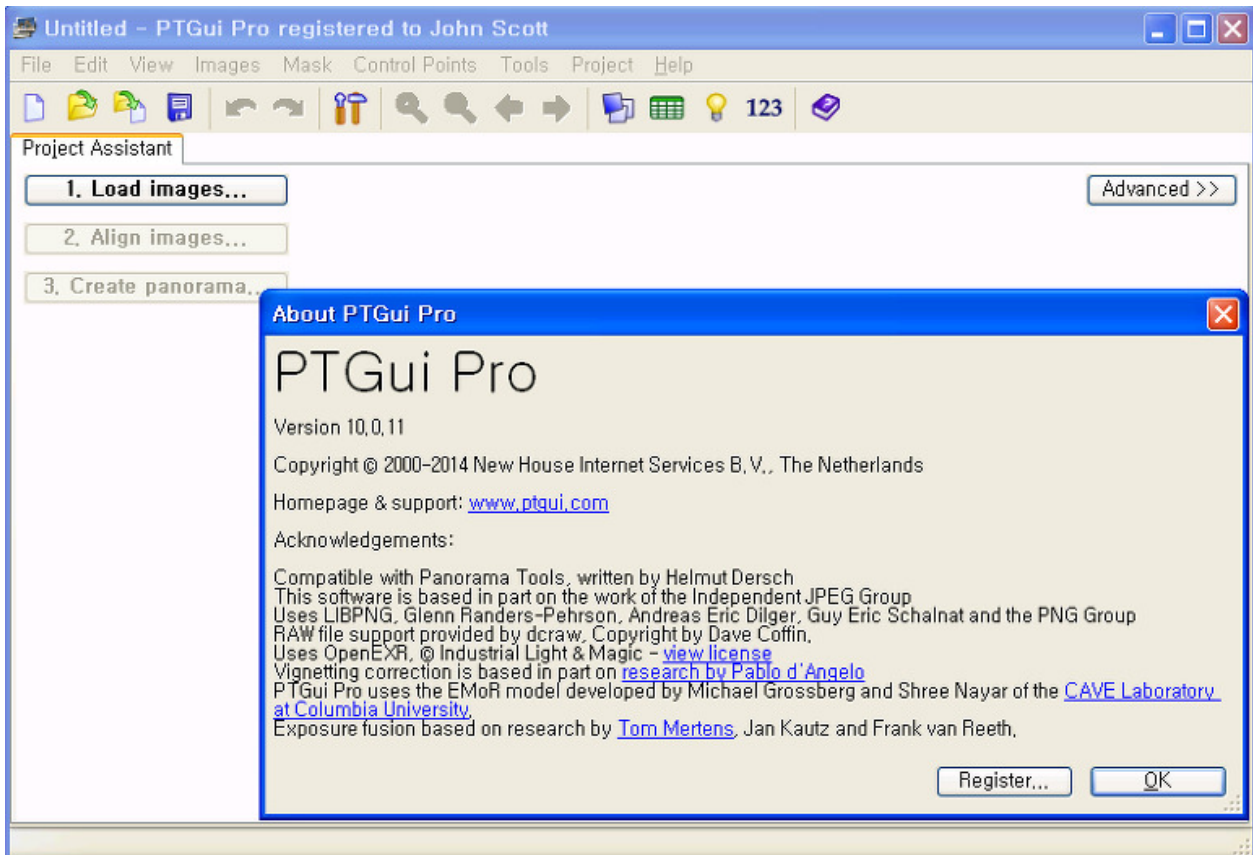 Untitled - PTGui Pro registered to John Scott
File Edit View Images Mask Control Points Tools Project Help
123
Project Assistant
1. Load images...
Advanced >>
2. Align images...
3. Create panorama...
About PTGui Pro
PTGui Pro
Version 10.0.11
Copyright © 2000-2014 New House Internet Services B.V., The Netherlands
Homepage & support: www.ptgui.com
Acknowledgements:
Compatible with Panorama Tools, written by Helmut Dersch
This software is based in part on the work of the Independent JPEG Group
Uses LIBPNG, Glenn Randers-Pehrson, Andreas Eric Dilger, Guy Eric Schalnat and the PNG Group
RAW file support provided by dcraw, Copyright by Dave Coffin.
Uses OpenEXR, © Industrial Light & Magic - view license
Vignetting correction is based in part on research by Pablo d'Angelo
PTGui Pro uses the EMoR model developed by Michael Grossberg and Shree Nayar of the CAVE Laboratory
at Columbia University.
Exposure fusion based on research by Tom Mertens, Jan Kautz and Frank van Reeth.
Register... OK